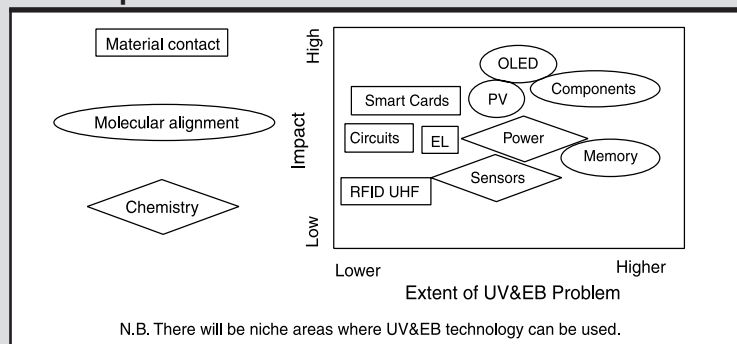 Material contact
Molecular alignment
Chemistry
High
Impact
Low
OLED
Components
PV
Smart Cards
Circuits
EL
Power
Memory
Sensors
RFID UHF
Lower
Higher
Extent of UV&EB Problem
N.B. There will be niche areas where UV&EB technology can be used.